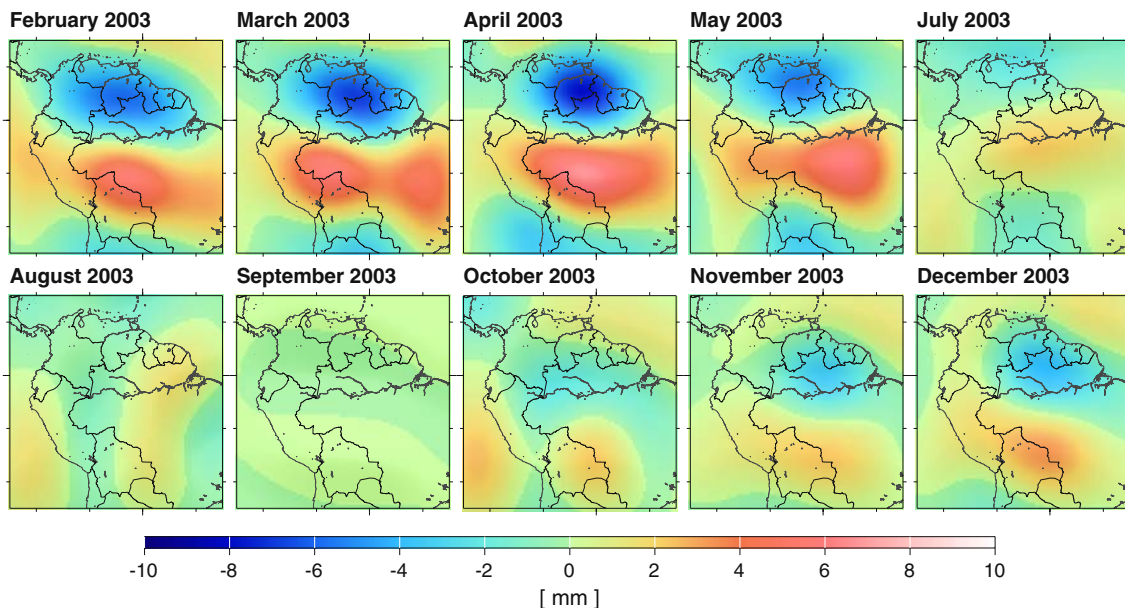 February 2003 March 2003 April 2003 May 2003 July 2003
August 2003 September 2003 October 2003 November 2003 December 2003
-10 -8 -6 -4 -2 0 2 4 6 8 10
[ mm ]